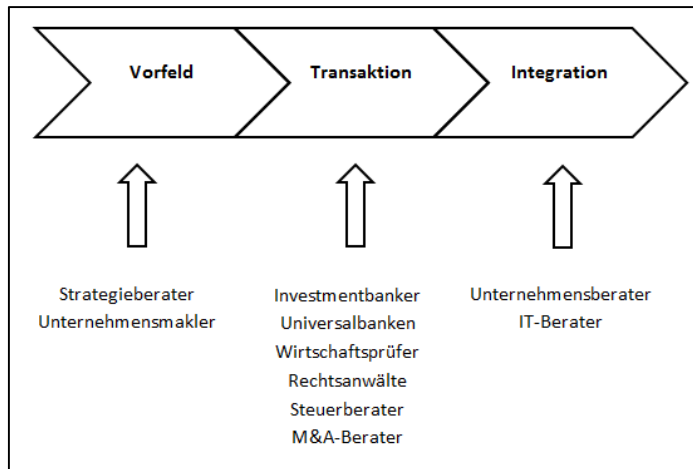 Vorfeld
Transaktion
Integration
Strategieberater
Unternehmensmakler
Investmentbanker
Universalbanken
Wirtschaftsprüfer
Rechtsanwälte
Steuerberater
M&A-Berater
Unternehmensberater
IT-Berater